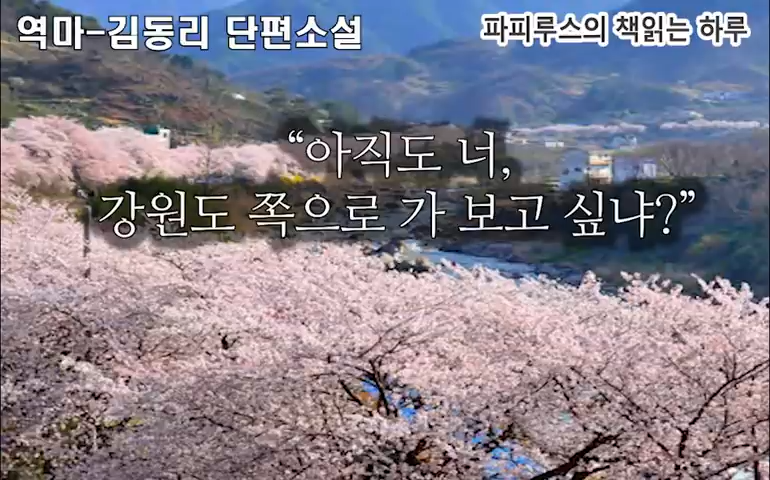 역마-김동리 단편소설
파피루스의 책읽는 하루
“아직도 너,
강원도 쪽으로 가 보고 싶냐?”